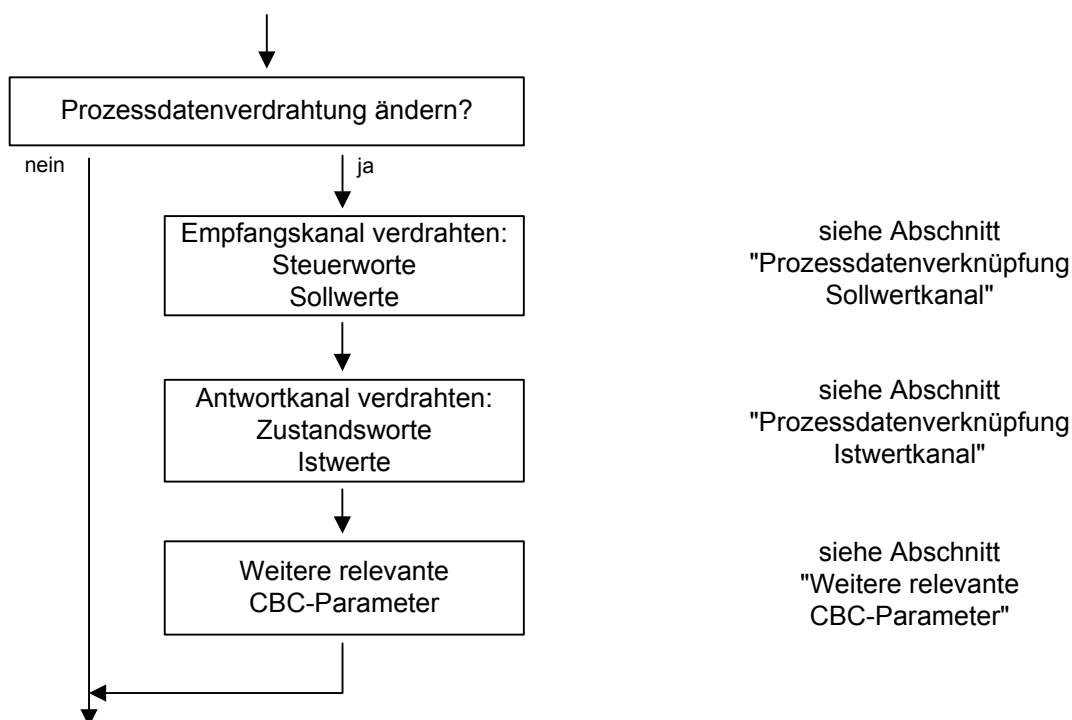 Prozessdatenverdrahtung ändern?
nein
ja
Empfangskanal verdrahten:
Steuerworte
Sollwerte
siehe Abschnitt
"Prozessdatenverknüpfung
Sollwertkanal"
Antwortkanal verdrahten:
Zustandsworte
Istwerte
siehe Abschnitt
"Prozessdatenverknüpfung
Istwertkanal"
Weitere relevante
CBC-Parameter
siehe Abschnitt
"Weitere relevante
CBC-Parameter"